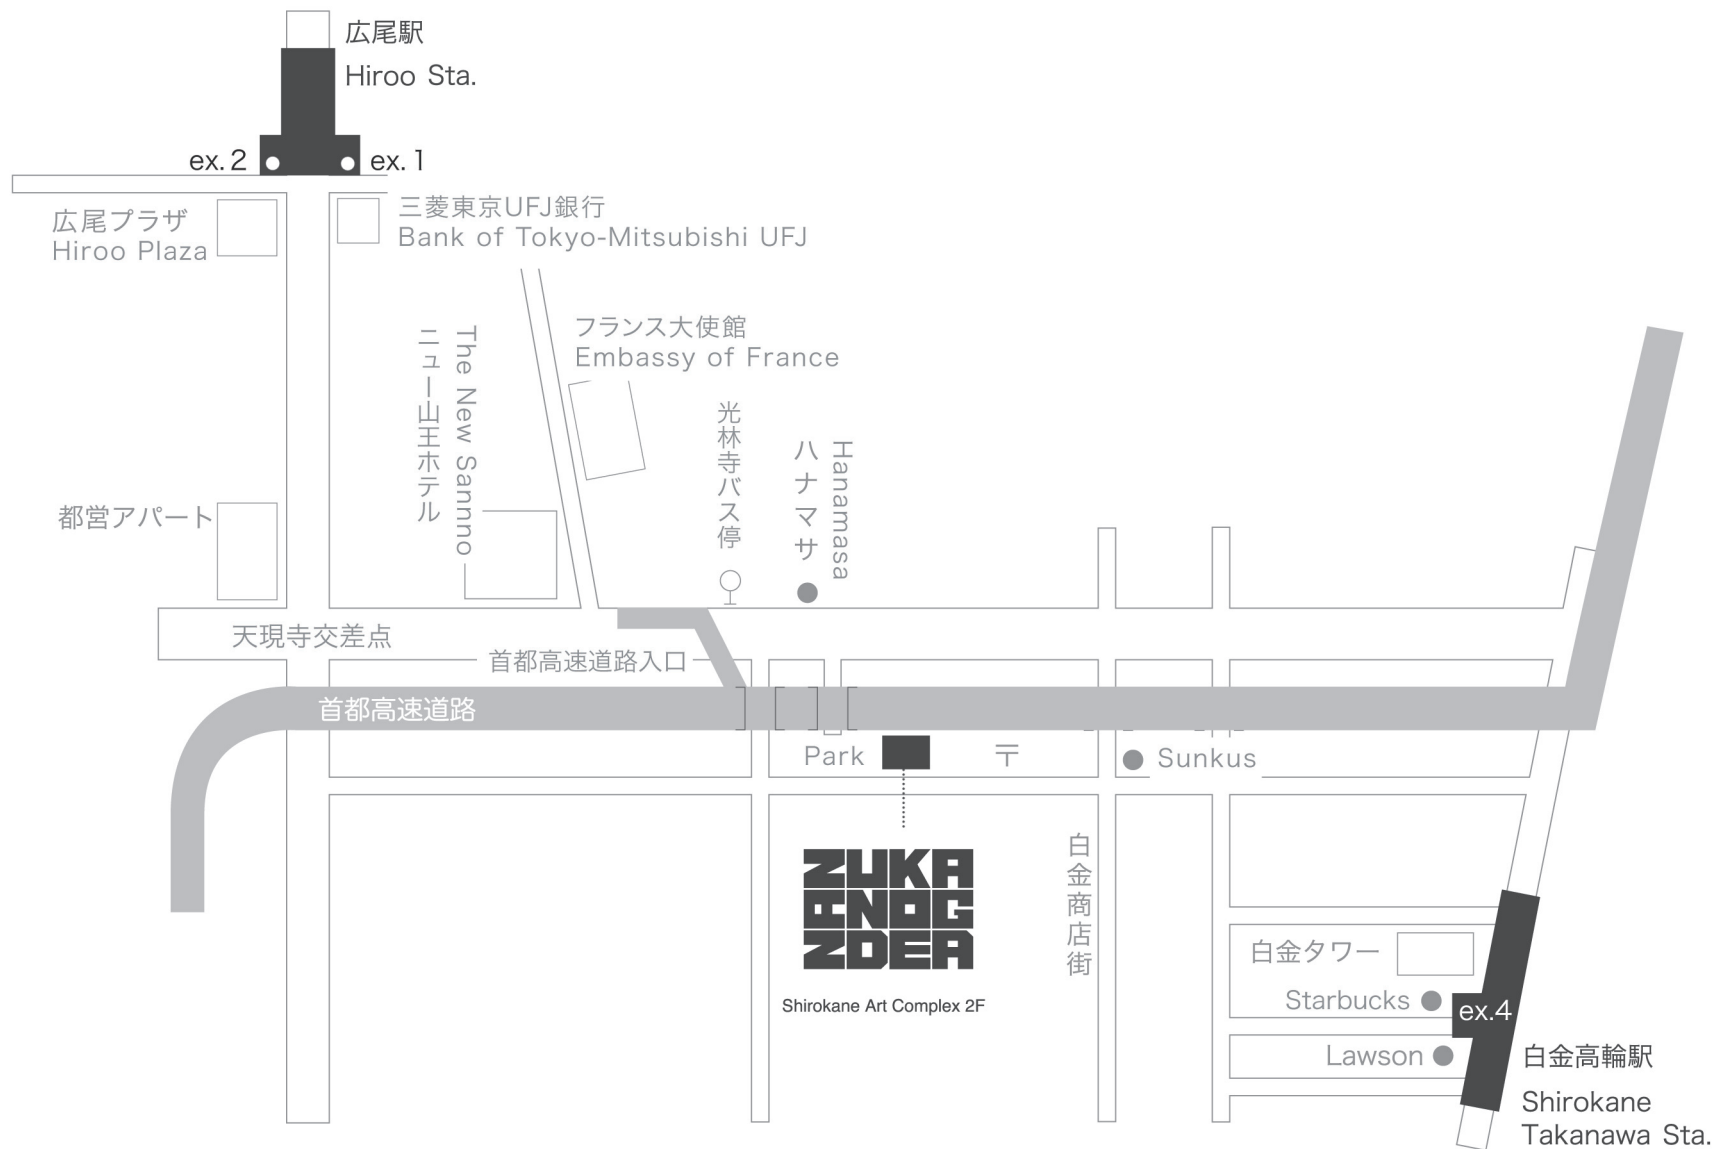 広尾駅
Hiroo Sta.
ex. 2
ex. 1
広尾プラザ
Hiroo Plaza
三菱東京UFJ銀行
Bank of Tokyo-Mitsubishi UFJ
The New Sannno
ニュー山王ホテル
フランス大使館
Embassy of France
光林寺バス停
Hanamasa
ハナマサ
都営アパート
天現寺交差点
首都高速道路入口
首都高速道路
Park
〒
Sunkus
ZUKA
ANOG
NDEA
Shirokane Art Complex 2F
白金商店街
白金タワー
Starbucks
ex.4
Lawson
白金高輪駅
Shirokane
Takanawa Sta.